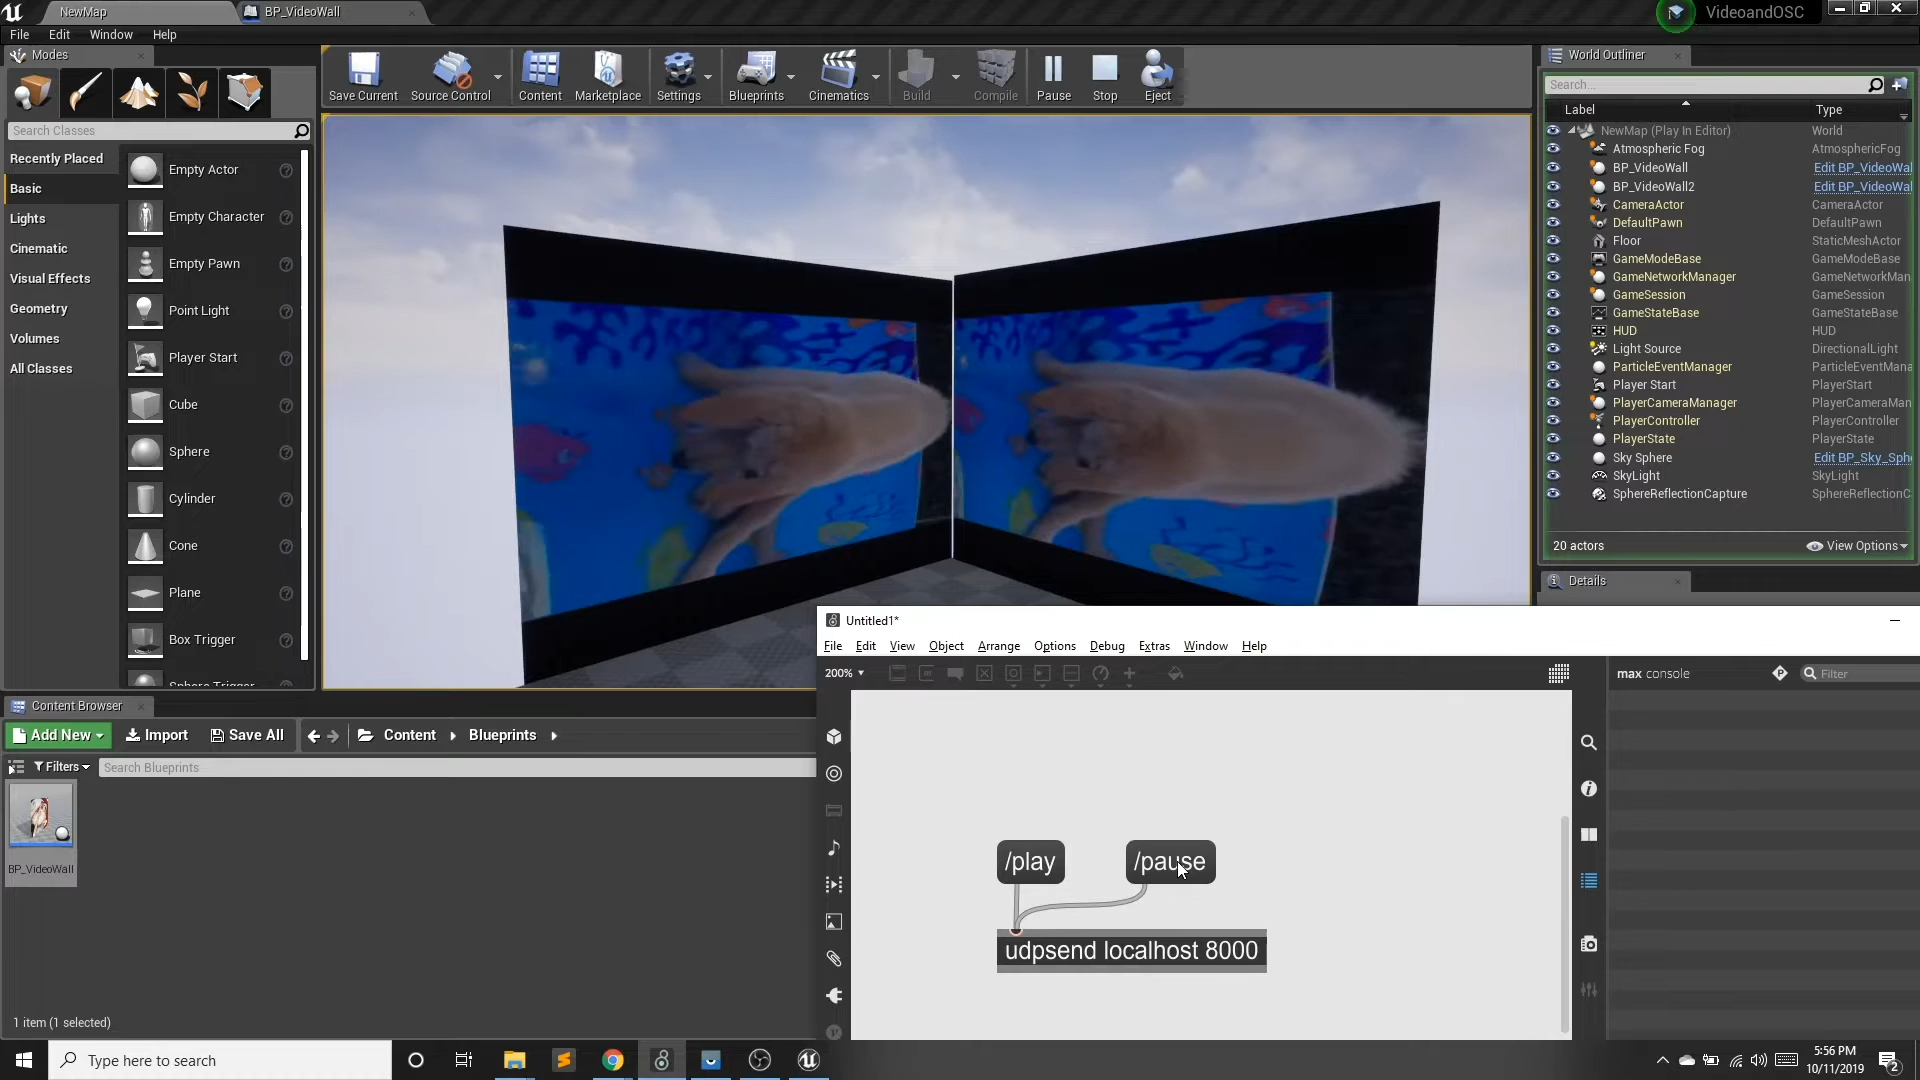 NewMap
BP_VideoWall
VideoandOSC
File
Edit
Window
Help
Modes
Save Current
Source Control
Content
Marketplace
Settings
Blueprints
Cinematics
Build
Compile
Pause
Stop
Eject
World Outliner
Search Classes
Search...
Label
Type
Recently Placed
Basic
Lights
Cinematic
Visual Effects
Geometry
Volumes
All Classes
Empty Actor
Empty Character
Empty Pawn
Point Light
Player Start
Cube
Sphere
Cylinder
Cone
Plane
Box Trigger
Sphere Trigger
NewMap (Play In Editor) World
Atmospheric Fog AtmosphericFog
BP_VideoWall Edit BP_VideoWal
BP_VideoWall2 Edit BP_VideoWal
CameraActor CameraActor
DefaultPawn DefaultPawn
Floor StaticMeshActor
GameModeBase GameModeBase
GameNetworkManager GameNetworkMan
GameSession GameSession
GameStateBase GameStateBase
HUD HUD
Light Source DirectionalLight
ParticleEventManager ParticleEventMana
Player Start PlayerStart
PlayerCameraManager PlayerCameraMan
PlayerController PlayerController
PlayerState PlayerState
Sky Sphere Edit BP_Sky_Sphe
SkyLight SkyLight
SphereReflectionCapture SphereReflectionC
20 actors
View Options
Details
Content Browser
Add New
Import
Save All
Content
Blueprints
Filters
Search Blueprints
BP_VideoWall
1 item (1 selected)
Untitled1*
File Edit View Object Arrange Options Debug Extras Window Help
200%
max console
Filter
/play
/pause
udpsend localhost 8000
Type here to search
5:56 PM
10/11/2019
2